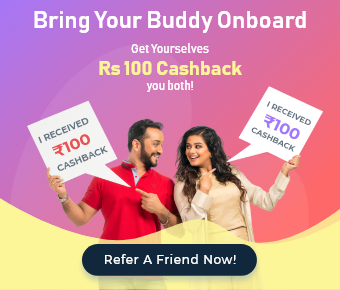 Bring Your Buddy Onboard
Get Yourselves
Rs 100 Cashback
you both!
I RECEIVED
₹100
CASHBACK
I RECEIVED
₹100
CASHBACK
Refer A Friend Now!